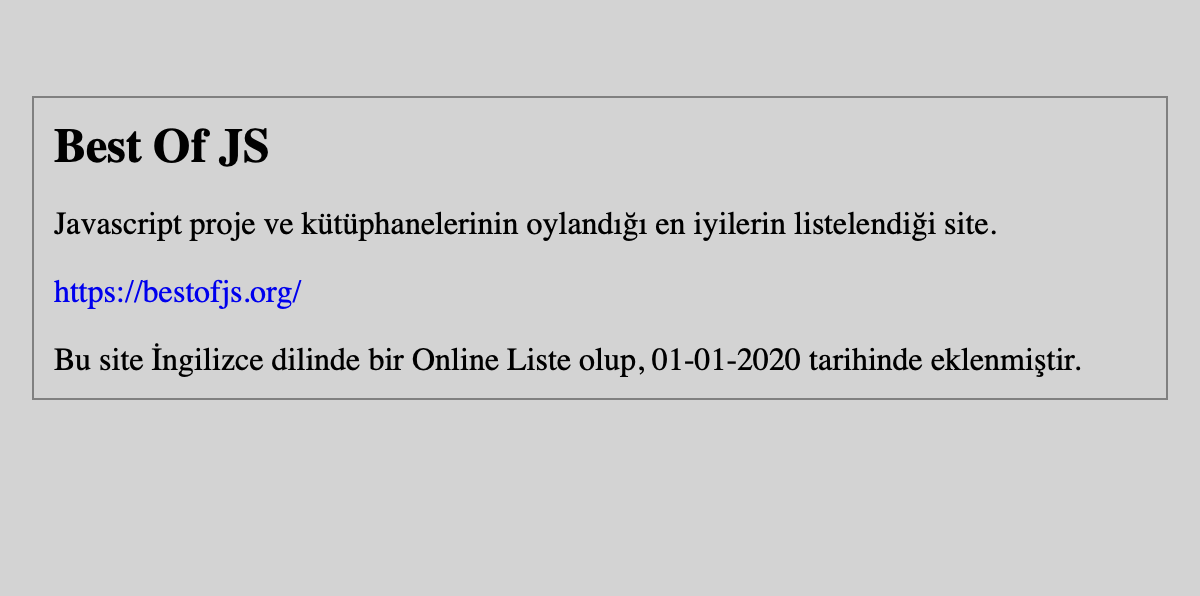 Best Of JS
Javascript proje ve kütüphanelerinin oylandığı en iyilerin listelendiği site.
https://bestofjs.org/
Bu site İngilizce dilinde bir Online Liste olup, 01-01-2020 tarihinde eklenmiştir.